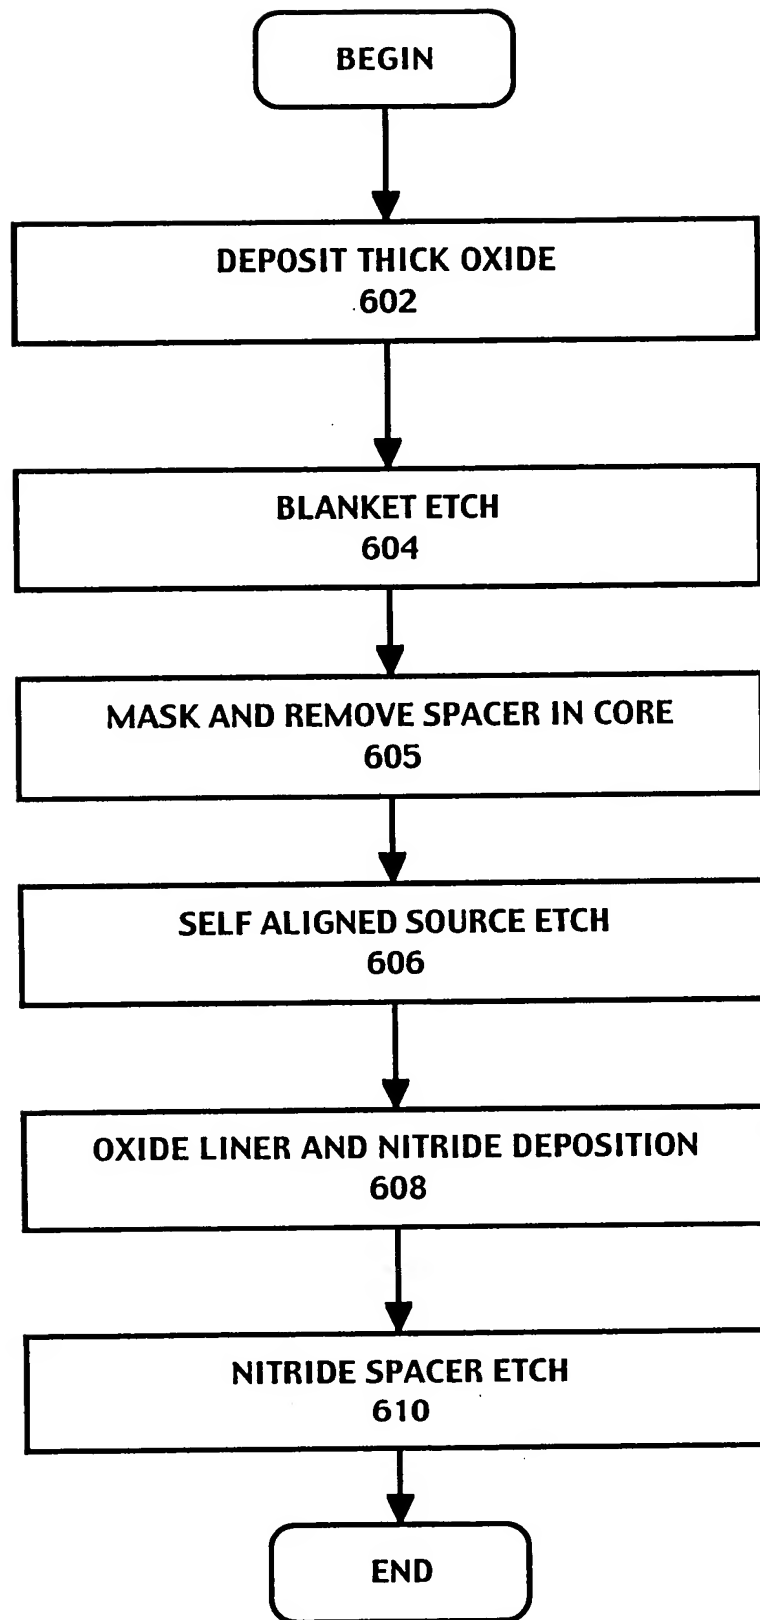 BEGIN
DEPOSIT THICK OXIDE
602
BLANKET ETCH
604
MASK AND REMOVE SPACER IN CORE
605
SELF ALIGNED SOURCE ETCH
606
OXIDE LINER AND NITRIDE DEPOSITION
608
NITRIDE SPACER ETCH
610
END